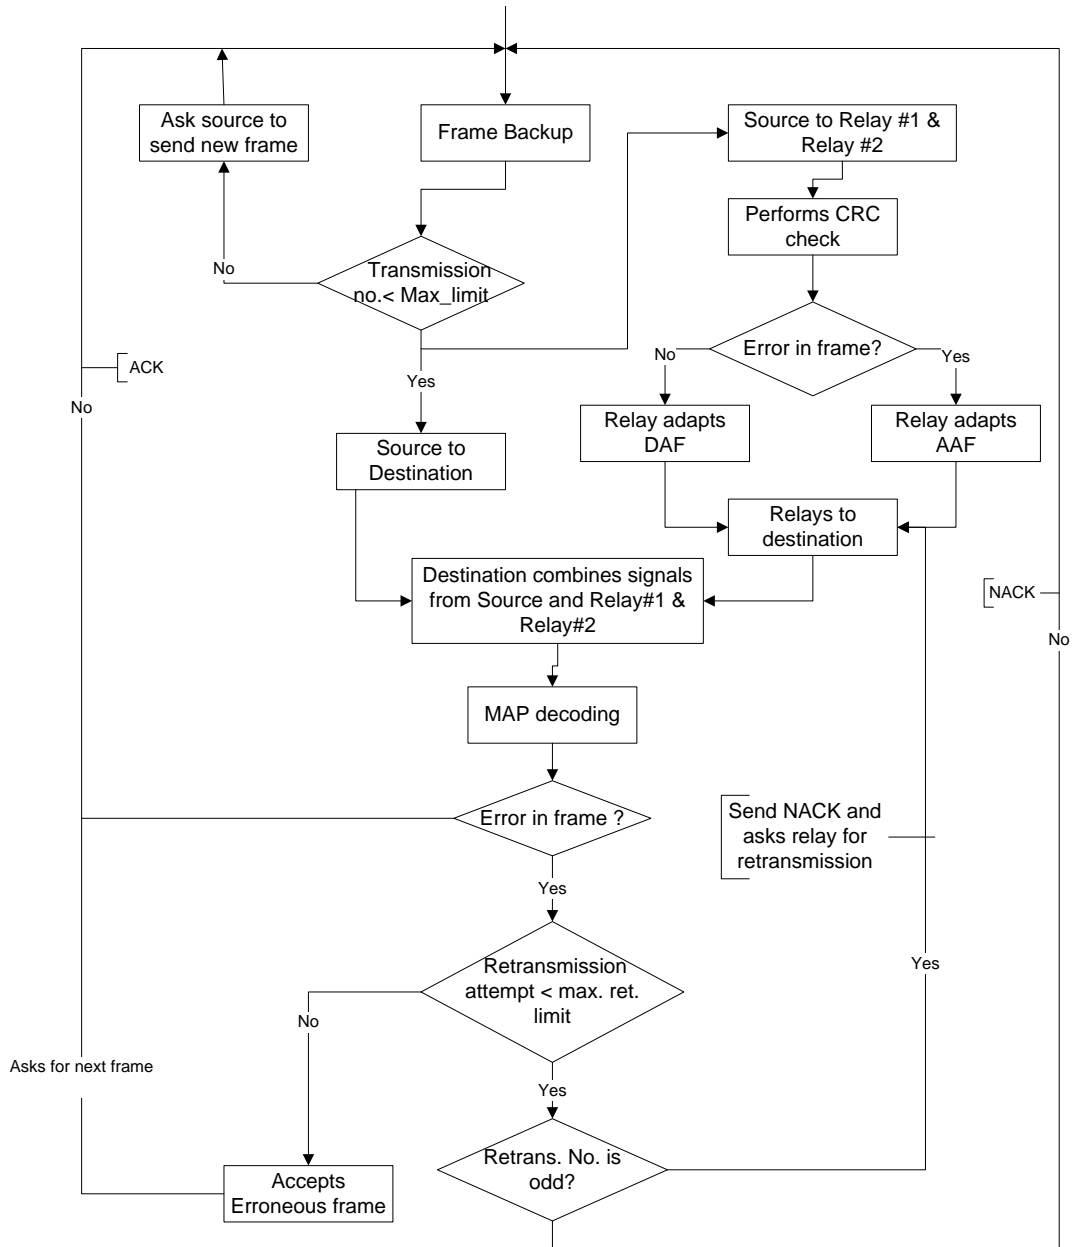 Ask source to
send new frame
Frame Backup
Source to Relay #1 &
Relay #2
Performs CRC
check
No
Transmission
no.< Max_limit
Error in frame?
No
Yes
ACK
Yes
No
Relay adapts
DAF
Relay adapts
AAF
Source to
Destination
Relays to
destination
Destination combines signals
from Source and Relay#1 &
Relay#2
NACK
No
MAP decoding
Error in frame ?
Send NACK and
asks relay for
retransmission
Yes
Retransmission
attempt < max. ret.
limit
Yes
No
Asks for next frame
Yes
Retrans. No. is
odd?
Accepts
Erroneous frame